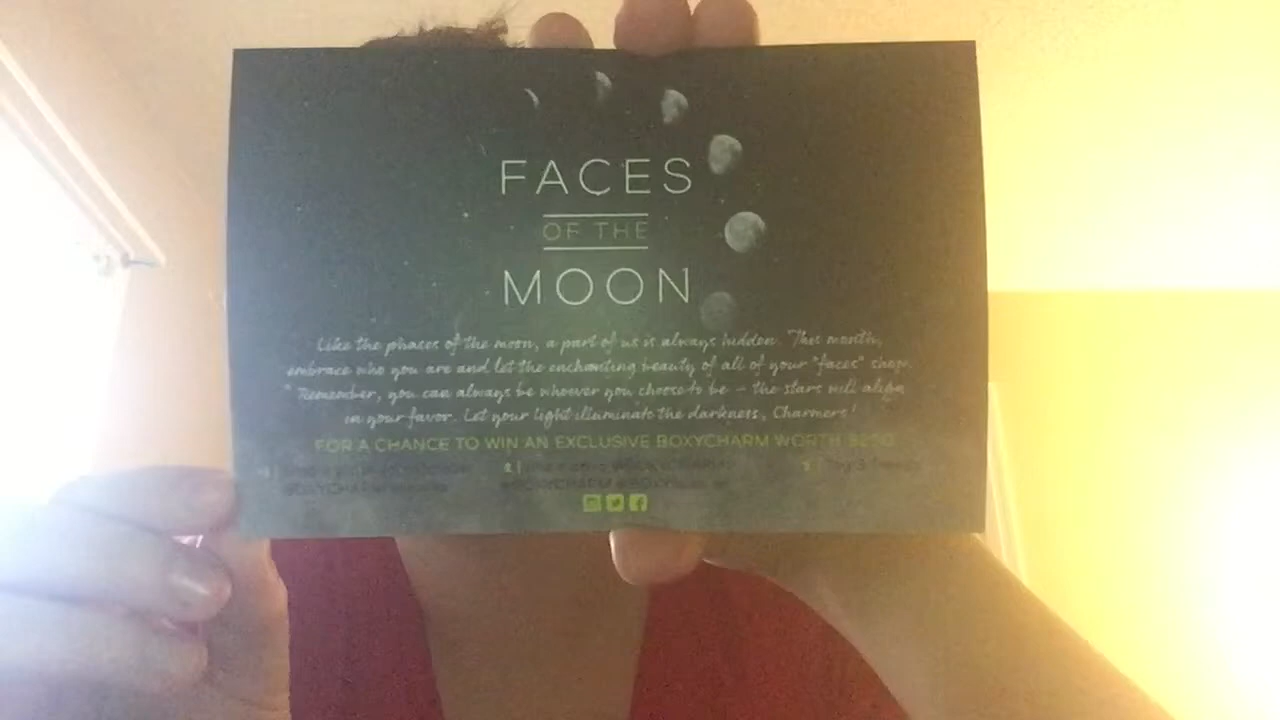 FACES
OF THE
MOON
Like the phases of the moon, a part of us is always hidden. This month,
embrace who you are and let the enchanting beauty of all of your "faces" show.
Remember, you can always be whoever you choose to be - the stars will align
in your favor. Let your light illuminate the darkness, Charmers!
FOR A CHANCE TO WIN AN EXCLUSIVE BOXYCHARM WORTH